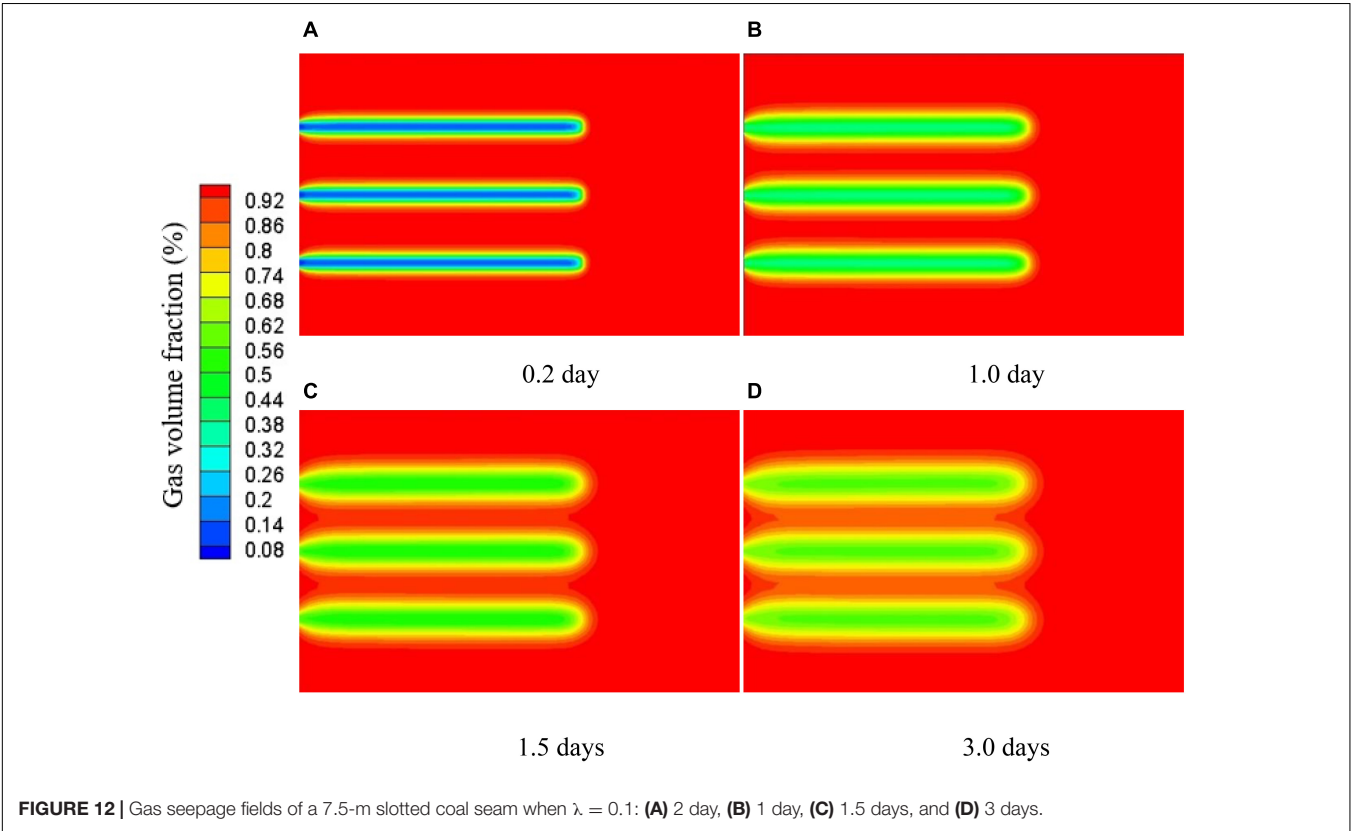 A
B
Gas volume fraction (%)
0.92
0.86
0.8
0.74
0.68
0.62
0.56
0.5
0.44
0.38
0.32
0.26
0.2
0.14
0.08
0.2 day
1.0 day
C
D
1.5 days
3.0 days
FIGURE 12 | Gas seepage fields of a 7.5-m slotted coal seam when λ = 0.1: (A) 2 day, (B) 1 day, (C) 1.5 days, and (D) 3 days.